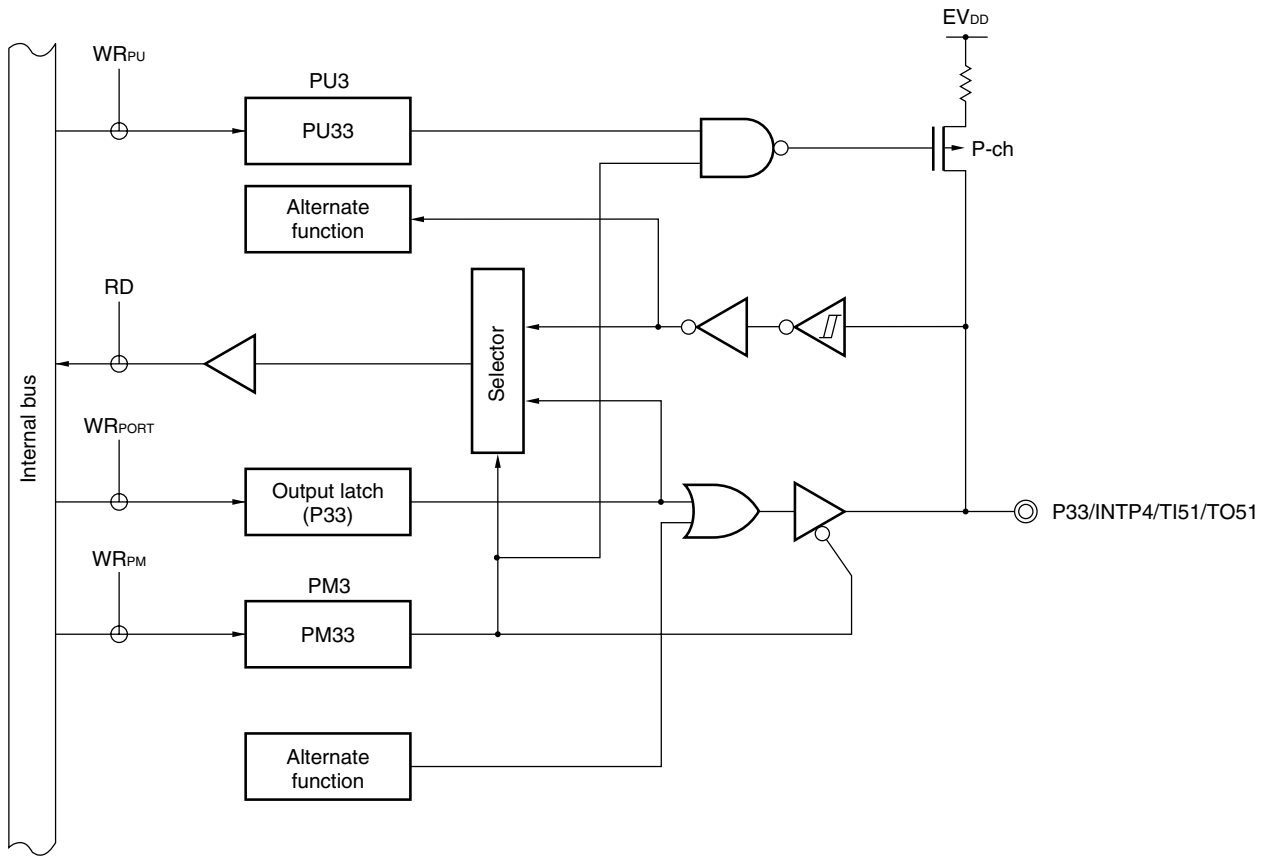 EVDD
WRPU
PU3
PU33
P-ch
Alternate
function
RD
Selector
Internal bus
WRPORT
Output latch
(P33)
P33/INTP4/TI51/TO51
WRPM
PM3
PM33
Alternate
function